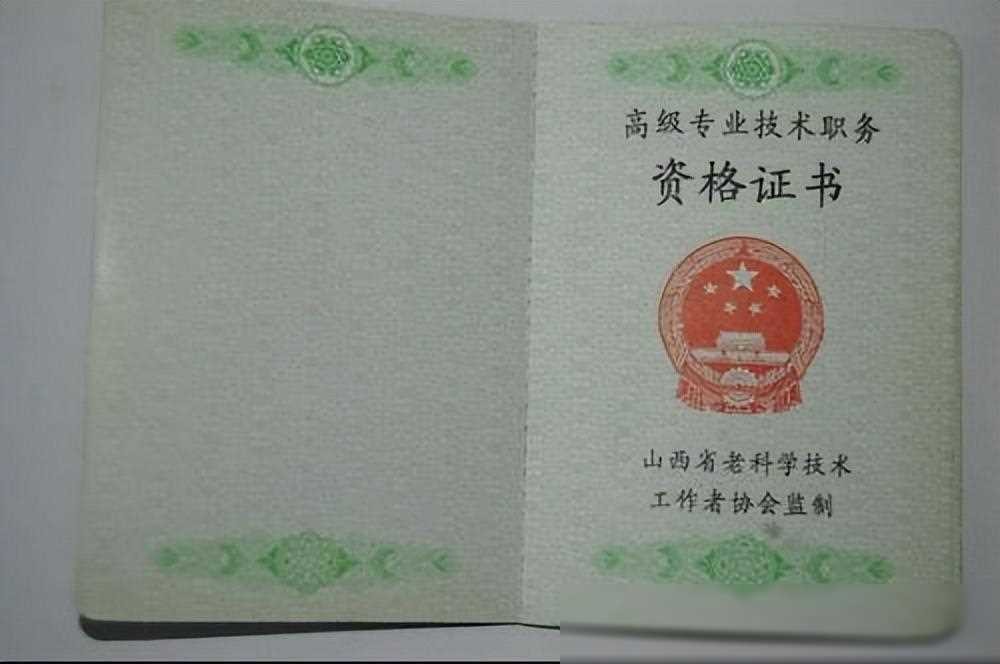 高级专业技术职务
资格证书
山西省老科学技术
工作者协会监制